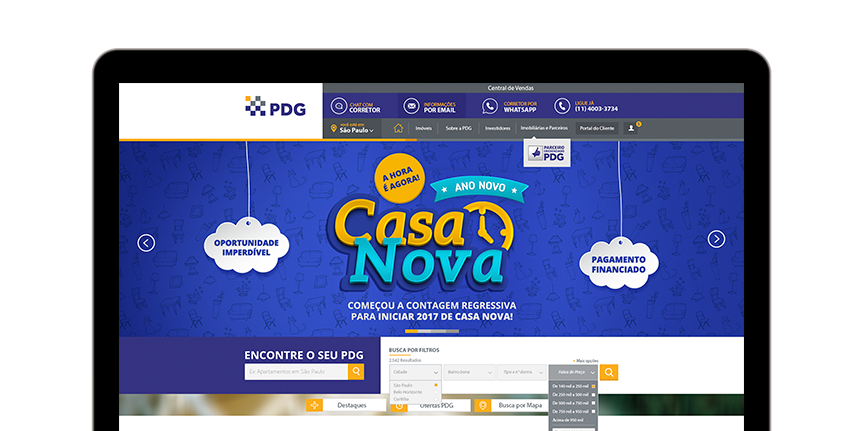 Central de Vendas
PDG
CHAT COM
CORRETOR
INFORMAÇÕES
POR EMAIL
CORRETOR POR
WHATSAPP
LIGUE JÁ
(11) 4003-3734
você está em:
São Paulo
Imóveis
Sobre a PDG
Investidores
Imobiliárias e Parceiros
Portal do Cliente
PARCEIRO
PDG
A HORA
É AGORA!
ANO NOVO
Casa
Nova
OPORTUNIDADE
IMPERDÍVEL
PAGAMENTO
FINANCIADO
COMEÇOU A CONTAGEM REGRESSIVA
PARA INICIAR 2017 DE CASA NOVA!
ENCONTRE O SEU PDG
Ex: Apartamentos em São Paulo
BUSCA POR FILTROS
2.542 Resultados
+ Mais opções
Cidade
Bairro/Zona
Tipo e nº dorms.
Valor do Preço
São Paulo
Belo Horizonte
Curitiba
De 140 mil a 250 mil
De 250 mil a 500 mil
De 500 mil a 750 mil
De 750 mil a 950 mil
Acima de 950 mil
Destaques
Ofertas PDG
Busca por Mapa